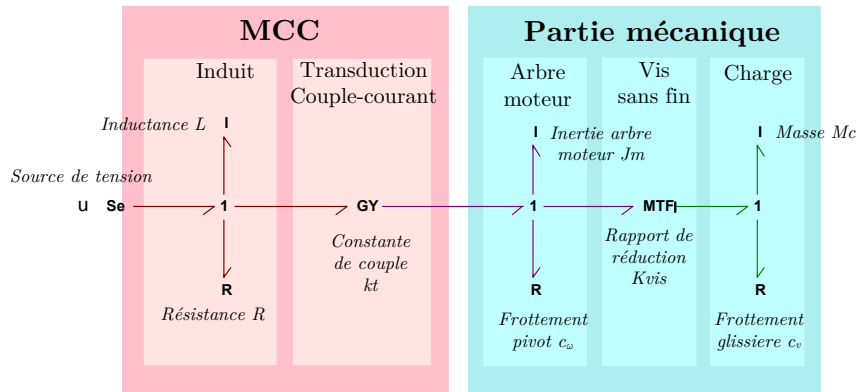 MCC
Partie mécanique
Induit
Transduction
Couple-courant
Arbre
moteur
Vis
sans fin
Charge
Inductance L
I
I
Inertie arbre
moteur Jm
I
Masse Mc
Source de tension
u
Se
1
GY
1
MTF
1
Constante
de couple
kt
Rapport de
réduction
Kvis
R
Résistance R
R
Frottement
pivot cω
R
Frottement
glissiere cv